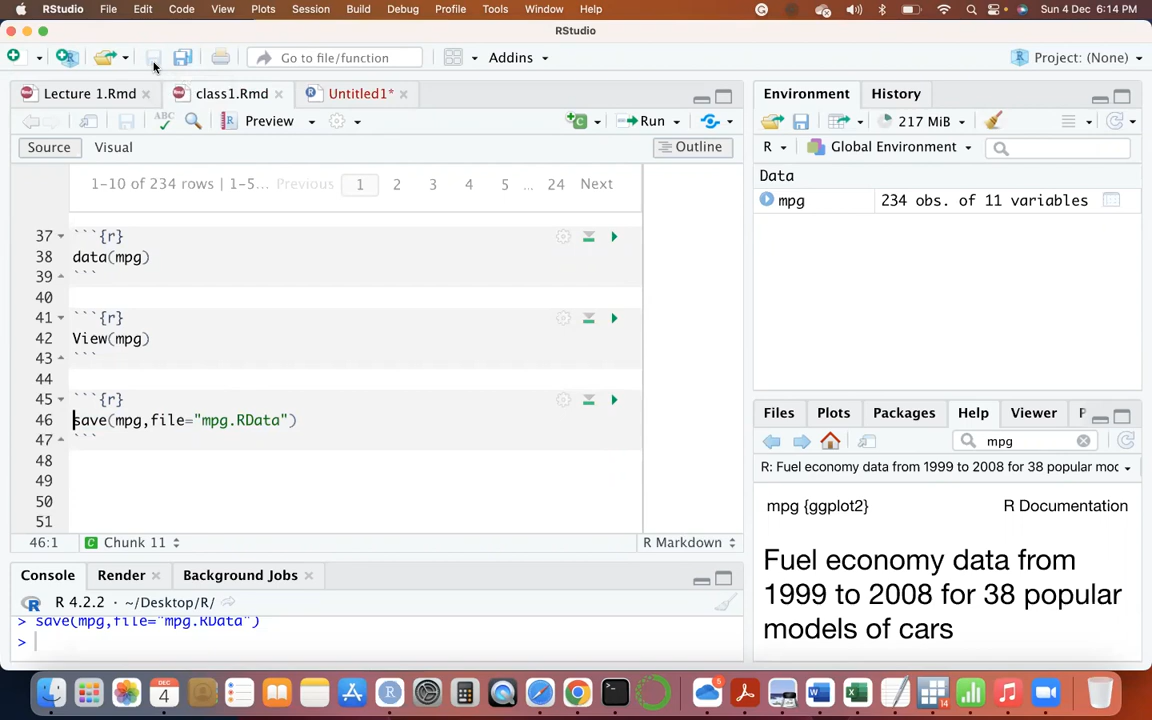 RStudio File Edit Code View Plots Session Build Debug Profile Tools Window Help Sun 4 Dec 6:14 PM
RStudio
Go to file/function Addins Project: (None)
Lecture 1.Rmd class1.Rmd Untitled1*
Preview Run
Source Visual Outline
1-10 of 234 rows | 1-5... Previous 1 2 3 4 5 ... 24 Next
37 ```{r}
38 data(mpg)
39 ```
40
41 ```{r}
42 View(mpg)
43 ```
44
45 ```{r}
46 save(mpg,file="mpg.RData")
47 ```
48
49
50
51
46:1 Chunk 11 R Markdown
Console Render Background Jobs
R 4.2.2 · ~/Desktop/R/
> save(mpg,file="mpg.RData")
>
Environment History
217 MiB
R Global Environment
Data
mpg 234 obs. of 11 variables
Files Plots Packages Help Viewer P
mpg
R: Fuel economy data from 1999 to 2008 for 38 popular moc
mpg {ggplot2} R Documentation
Fuel economy data from
1999 to 2008 for 38 popular
models of cars